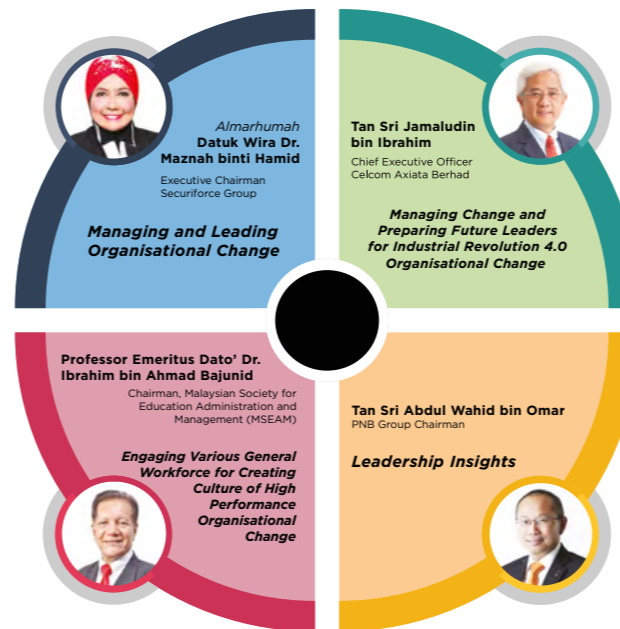 Almarhumah
Datuk Wira Dr.
Maznah binti Hamid
Executive Chairman
Securiforce Group
Managing and Leading
Organisational Change
Tan Sri Jamaludin
bin Ibrahim
Chief Executive Officer
Celcom Axiata Berhad
Managing Change and
Preparing Future Leaders
for Industrial Revolution 4.0
Organisational Change
Professor Emeritus Dato’ Dr.
Ibrahim bin Ahmad Bajunid
Chairman, Malaysian Society for
Education Administration and
Management (MSEAM)
Engaging Various General
Workforce for Creating
Culture of High
Performance
Organisational
Change
Tan Sri Abdul Wahid bin Omar
PNB Group Chairman
Leadership Insights